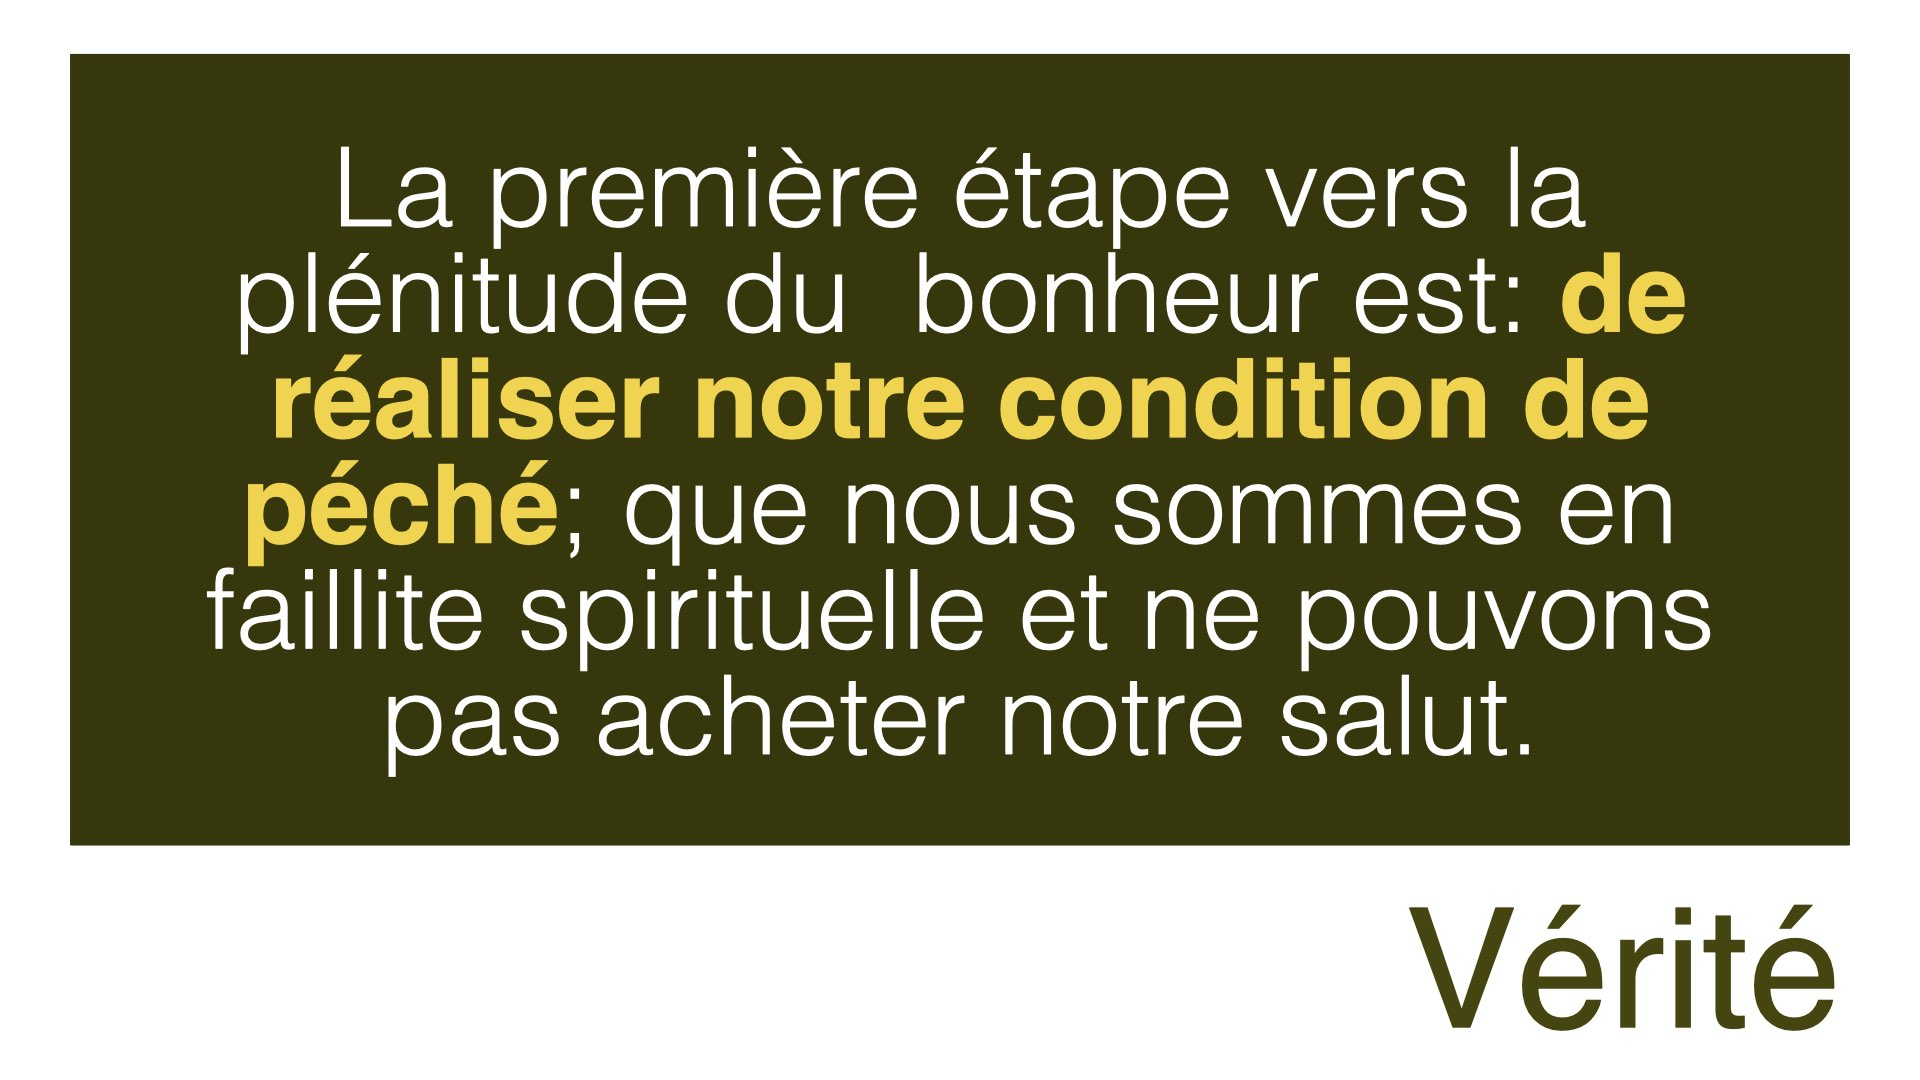 La première étape vers la
plénitude du  bonheur est: de
réaliser notre condition de
péché; que nous sommes en
faillite spirituelle et ne pouvons
pas acheter notre salut.
Vérité